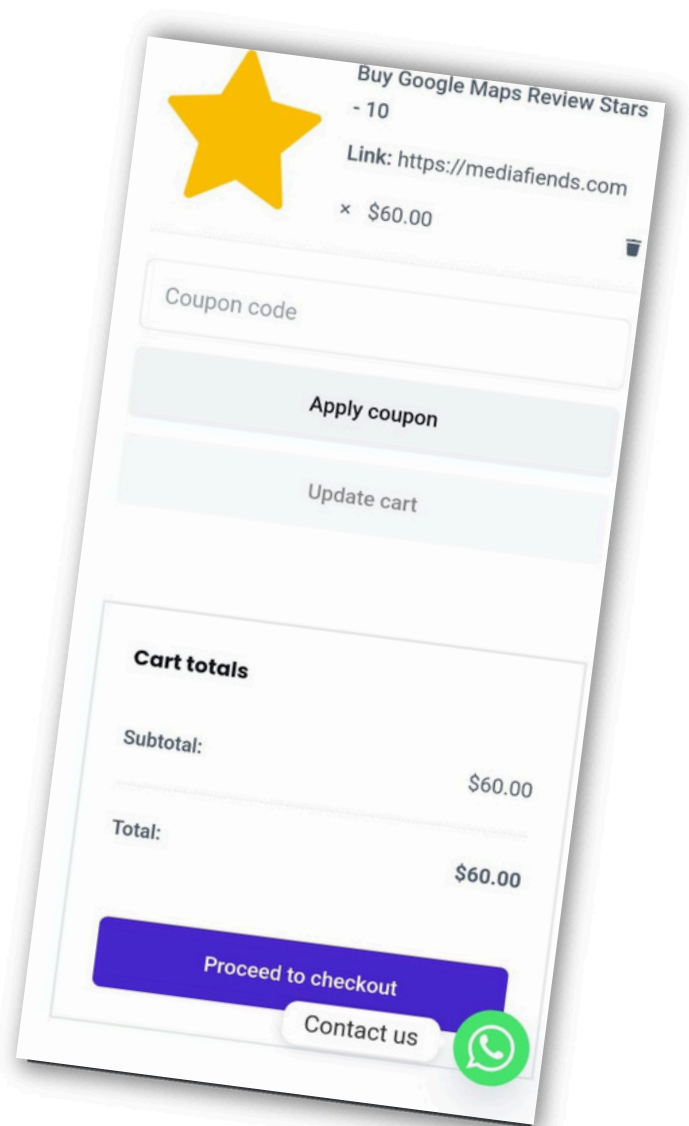 Buy Google Maps Review Stars
- 10
Link: https://mediafiends.com
× $60.00
Coupon code
Apply coupon
Update cart
Cart totals
Subtotal:
$60.00
Total:
$60.00
Proceed to checkout
Contact us